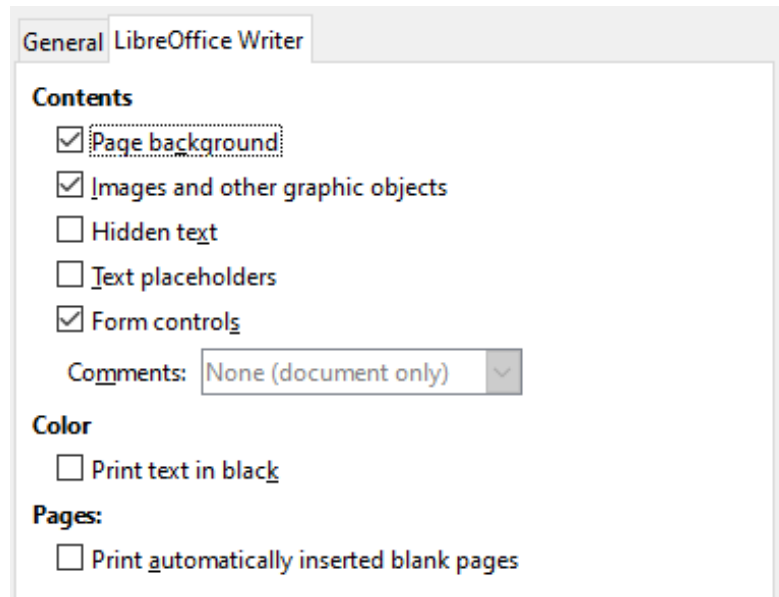 General LibreOffice Writer
Contents
Page background
Images and other graphic objects
Hidden text
Text placeholders
Form controls
Comments: None (document only)
Color
Print text in black
Pages:
Print automatically inserted blank pages